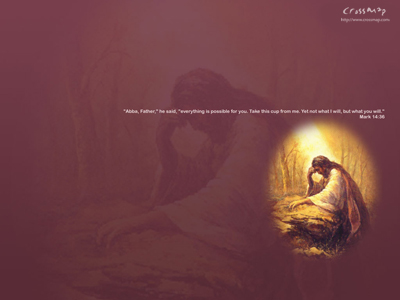 crossmap
http://www.crossmap.com
"Abba, Father," he said, "everything is possible for you. Take this cup from me. Yet not what I will, but what you will."
Mark 14:36